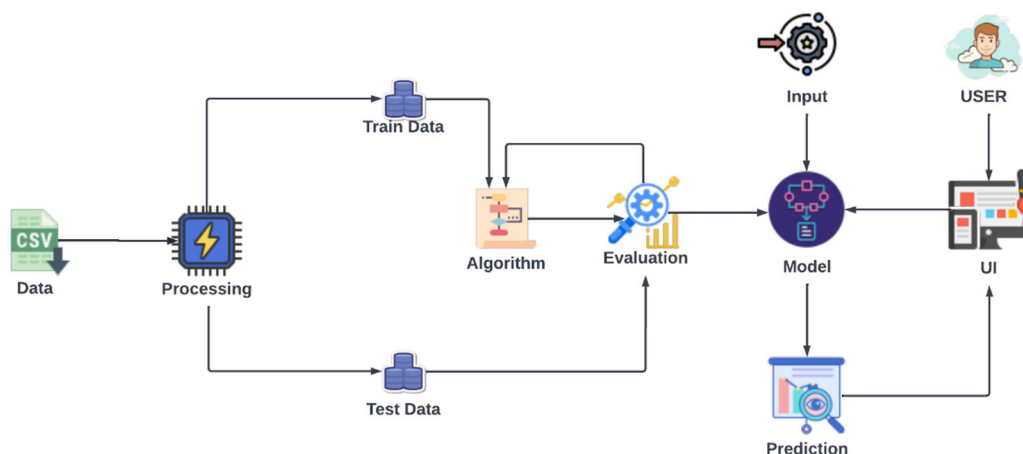 Input
USER
Train Data
CSV
Algorithm
Evaluation
Model
UI
Data
Processing
Test Data
Prediction